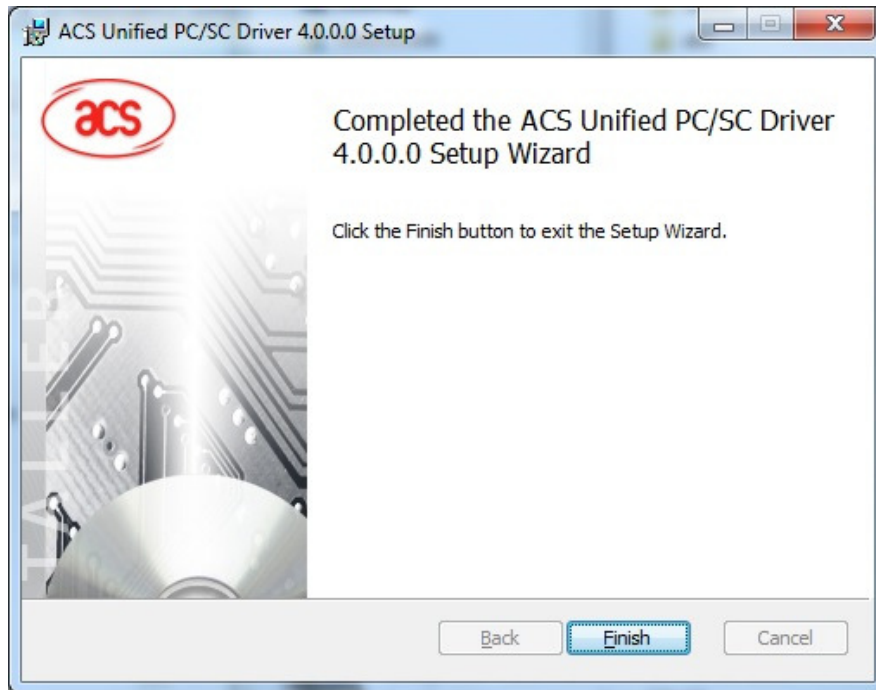 ACS Unified PC/SC Driver 4.0.0.0 Setup
acs
Completed the ACS Unified PC/SC Driver
4.0.0.0 Setup Wizard
Click the Finish button to exit the Setup Wizard.
TALLER
Back
Finish
Cancel